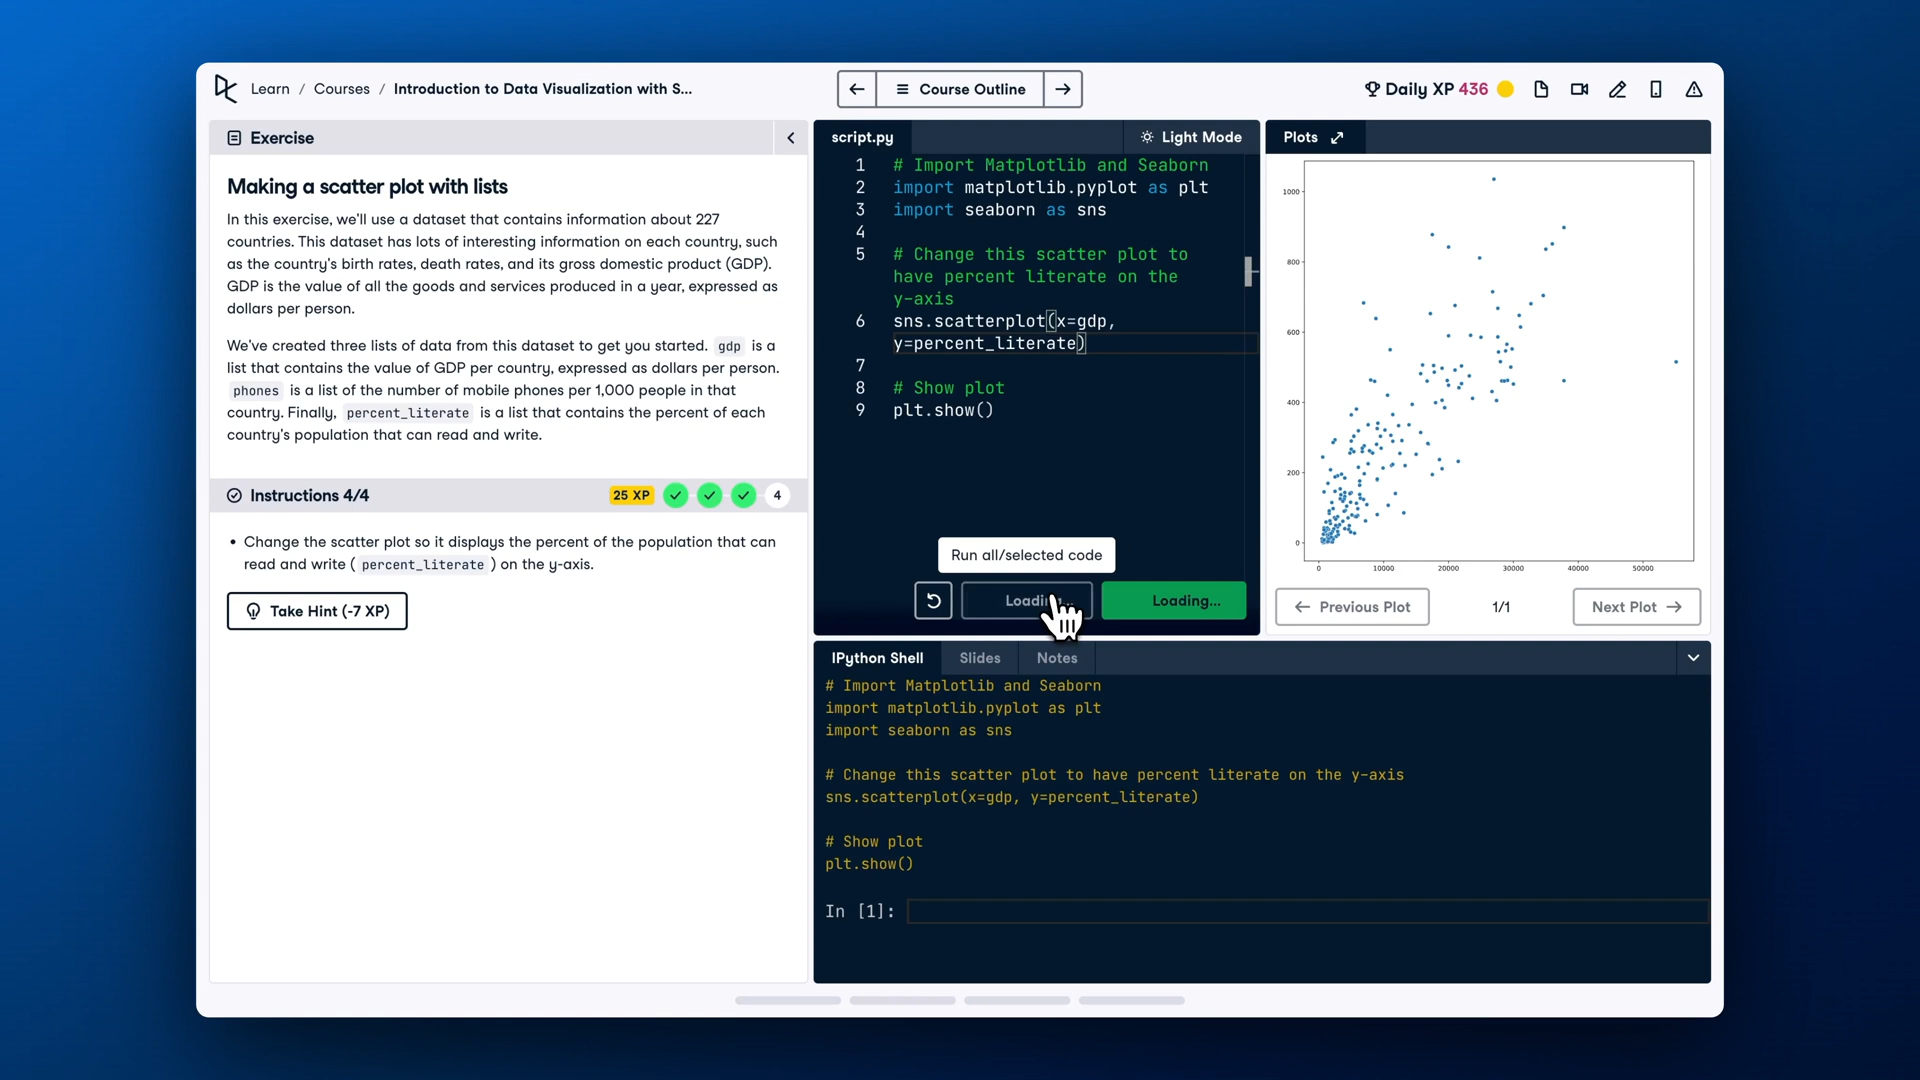 Learn / Courses / Introduction to Data Visualization with S...
Course Outline
Daily XP 436
Exercise
Making a scatter plot with lists
In this exercise, we'll use a dataset that contains information about 227
countries. This dataset has lots of interesting information on each country, such
as the country's birth rates, death rates, and its gross domestic product (GDP).
GDP is the value of all the goods and services produced in a year, expressed as
dollars per person.
We've created three lists of data from this dataset to get you started. gdp is a
list that contains the value of GDP per country, expressed as dollars per person.
phones is a list of the number of mobile phones per 1,000 people in that
country. Finally, percent_literate is a list that contains the percent of each
country's population that can read and write.
Instructions 4/4
25 XP
4
• Change the scatter plot so it displays the percent of the population that can
read and write ( percent_literate ) on the y-axis.
Take Hint (-7 XP)
script.py
Light Mode
1 # Import Matplotlib and Seaborn
2 import matplotlib.pyplot as plt
3 import seaborn as sns
4
5 # Change this scatter plot to
have percent literate on the
y-axis
6 sns.scatterplot(x=gdp,
y=percent_literate)
7
8 # Show plot
9 plt.show()
Run all/selected code
Loading...
Plots
1000
800
600
400
200
0
0 10000 20000 30000 40000 50000
Previous Plot
1/1
Next Plot
IPython Shell
Slides
Notes
# Import Matplotlib and Seaborn
import matplotlib.pyplot as plt
import seaborn as sns
# Change this scatter plot to have percent literate on the y-axis
sns.scatterplot(x=gdp, y=percent_literate)
# Show plot
plt.show()
In [1]: